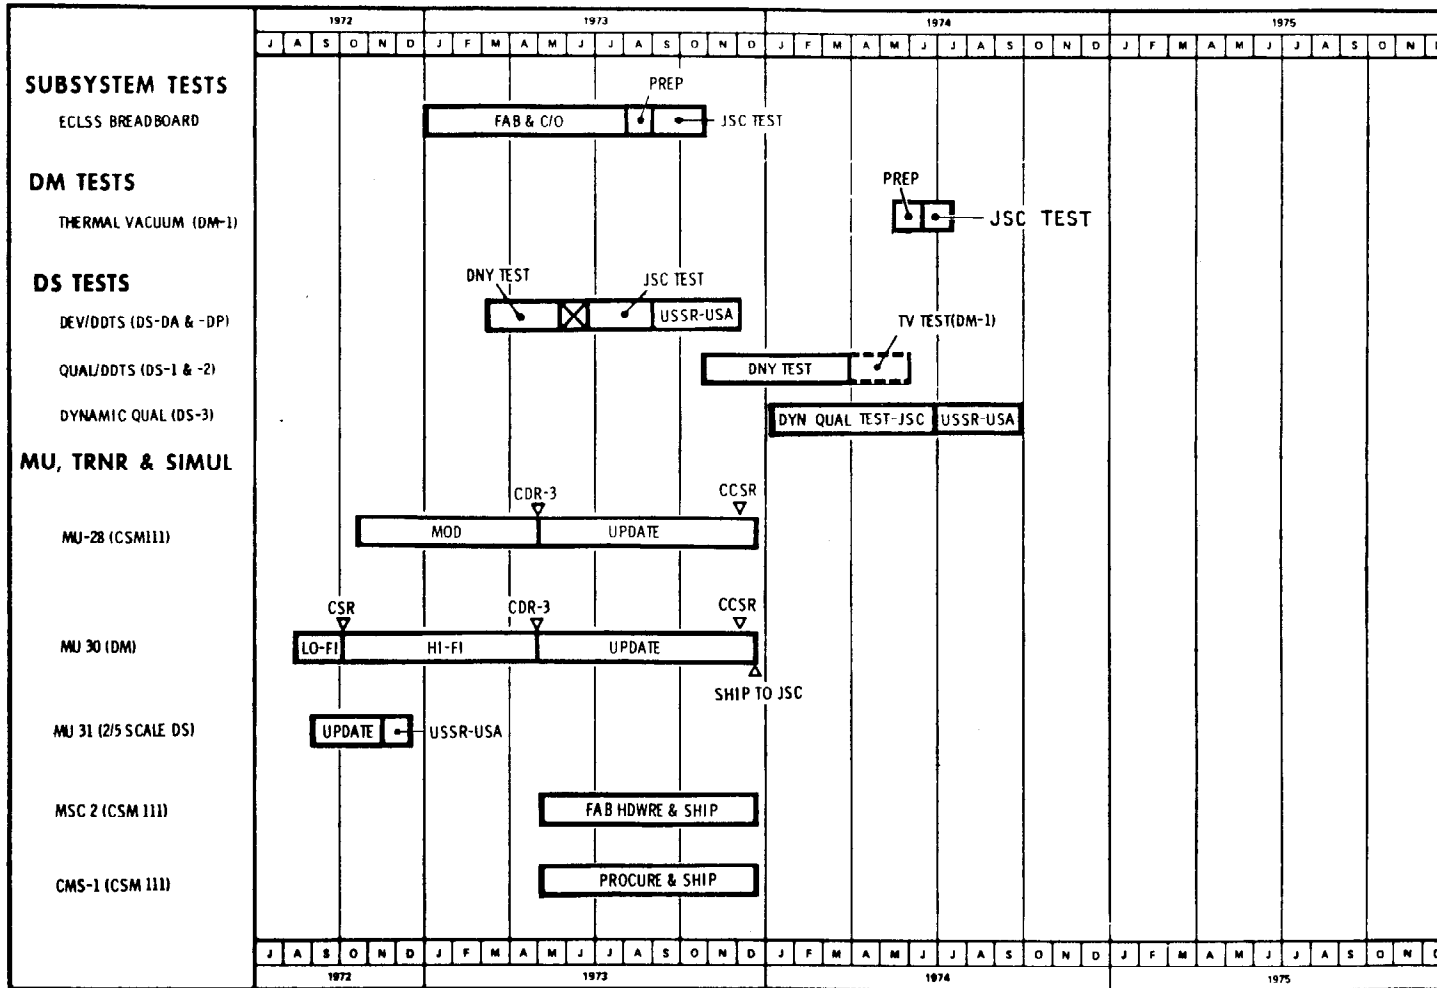 1972 1973 1974 1975
J A S O N D J F M A M J J A S O N D J F M A M J J A S O N D J F M A M J J A S O N D
SUBSYSTEM TESTS
PREP
ECLSS BREADBOARD FAB & C/O JSC TEST
DM TESTS
PREP
THERMAL VACUUM (DM-1) JSC TEST
DS TESTS
DNY TEST JSC TEST
DEV/DDTS (DS-DA & -DP) USSR-USA
TV TEST(DM-1)
QUAL/DDTS (DS-1 & -2) DNY TEST
DYNAMIC QUAL (DS-3) DYN QUAL TEST-JSC USSR-USA
MU, TRNR & SIMUL
CDR-3 CCSR
MU-28 (CSM111) MOD UPDATE
CSR CDR-3 CCSR
MU 30 (DM) LO-FI HI-FI UPDATE
SHIP TO JSC
MU 31 (2/5 SCALE DS) UPDATE USSR-USA
MSC 2 (CSM 111) FAB HDWRE & SHIP
CMS-1 (CSM 111) PROCURE & SHIP
J A S O N D J F M A M J J A S O N D J F M A M J J A S O N D J F M A M J J A S O N D
1972 1973 1974 1975